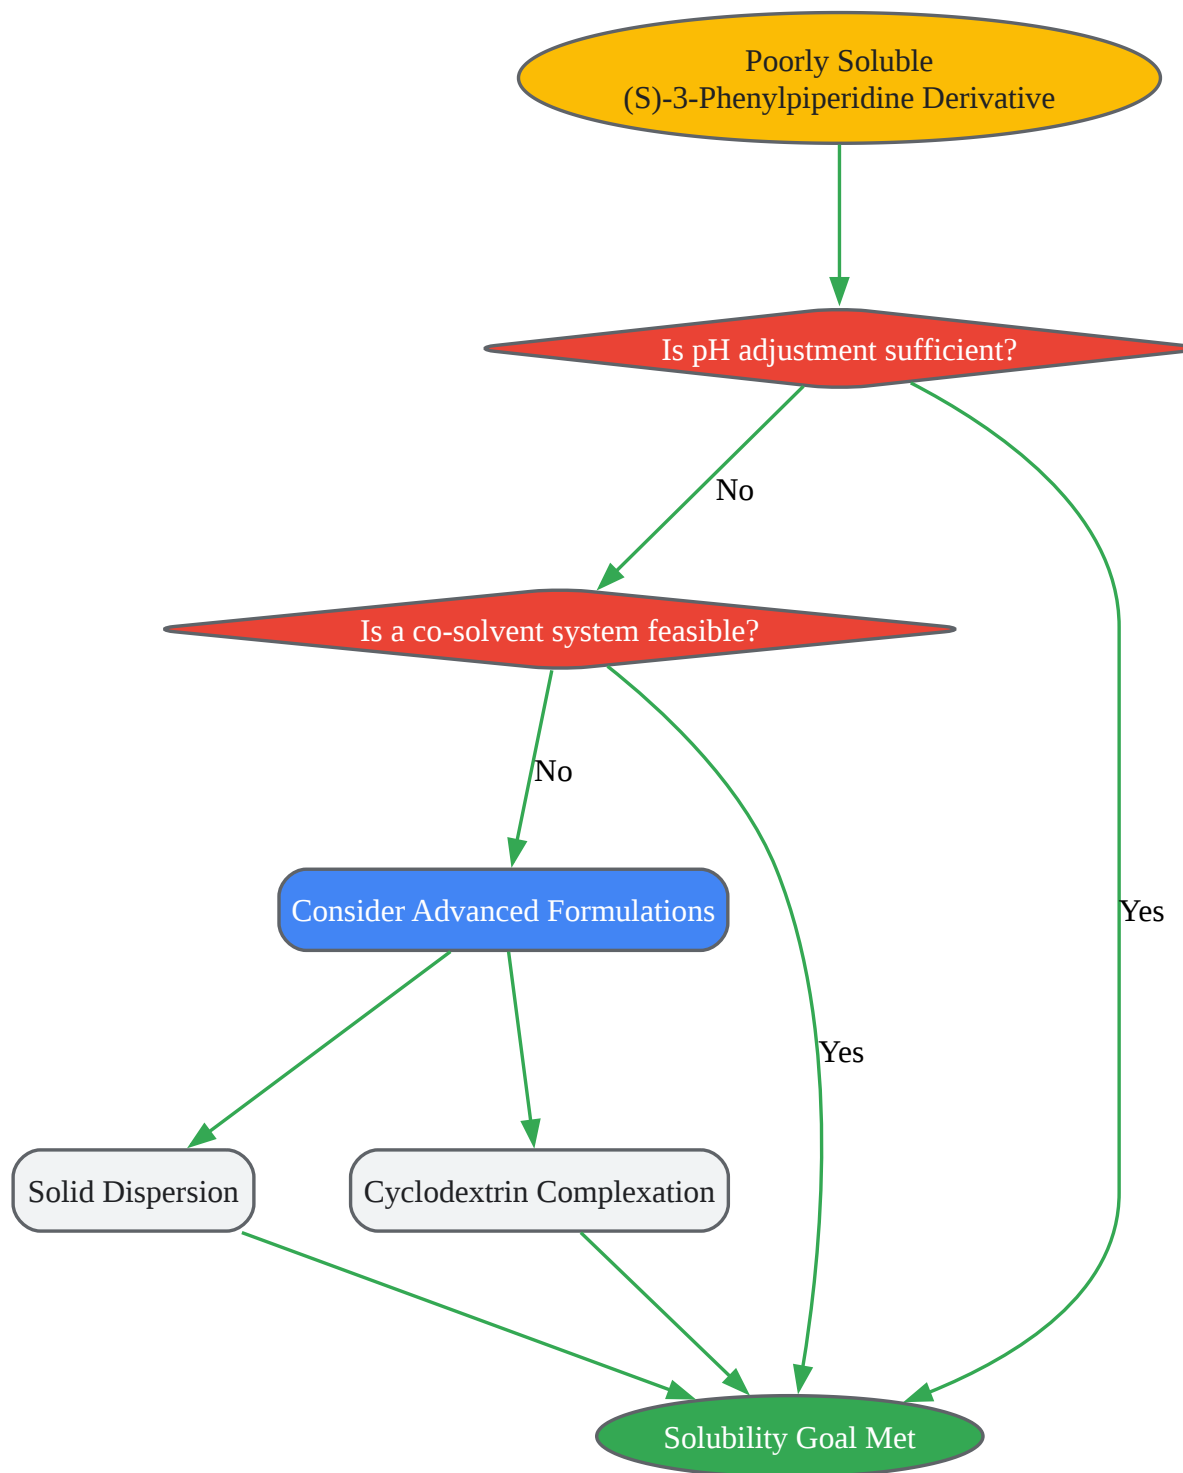 Poorly Soluble
(S)-3-Phenylpiperidine Derivative
Is pH adjustment sufficient?
No
Is a co-solvent system feasible?
No
Consider Advanced Formulations
Yes
Yes
Solid Dispersion
Cyclodextrin Complexation
Solubility Goal Met